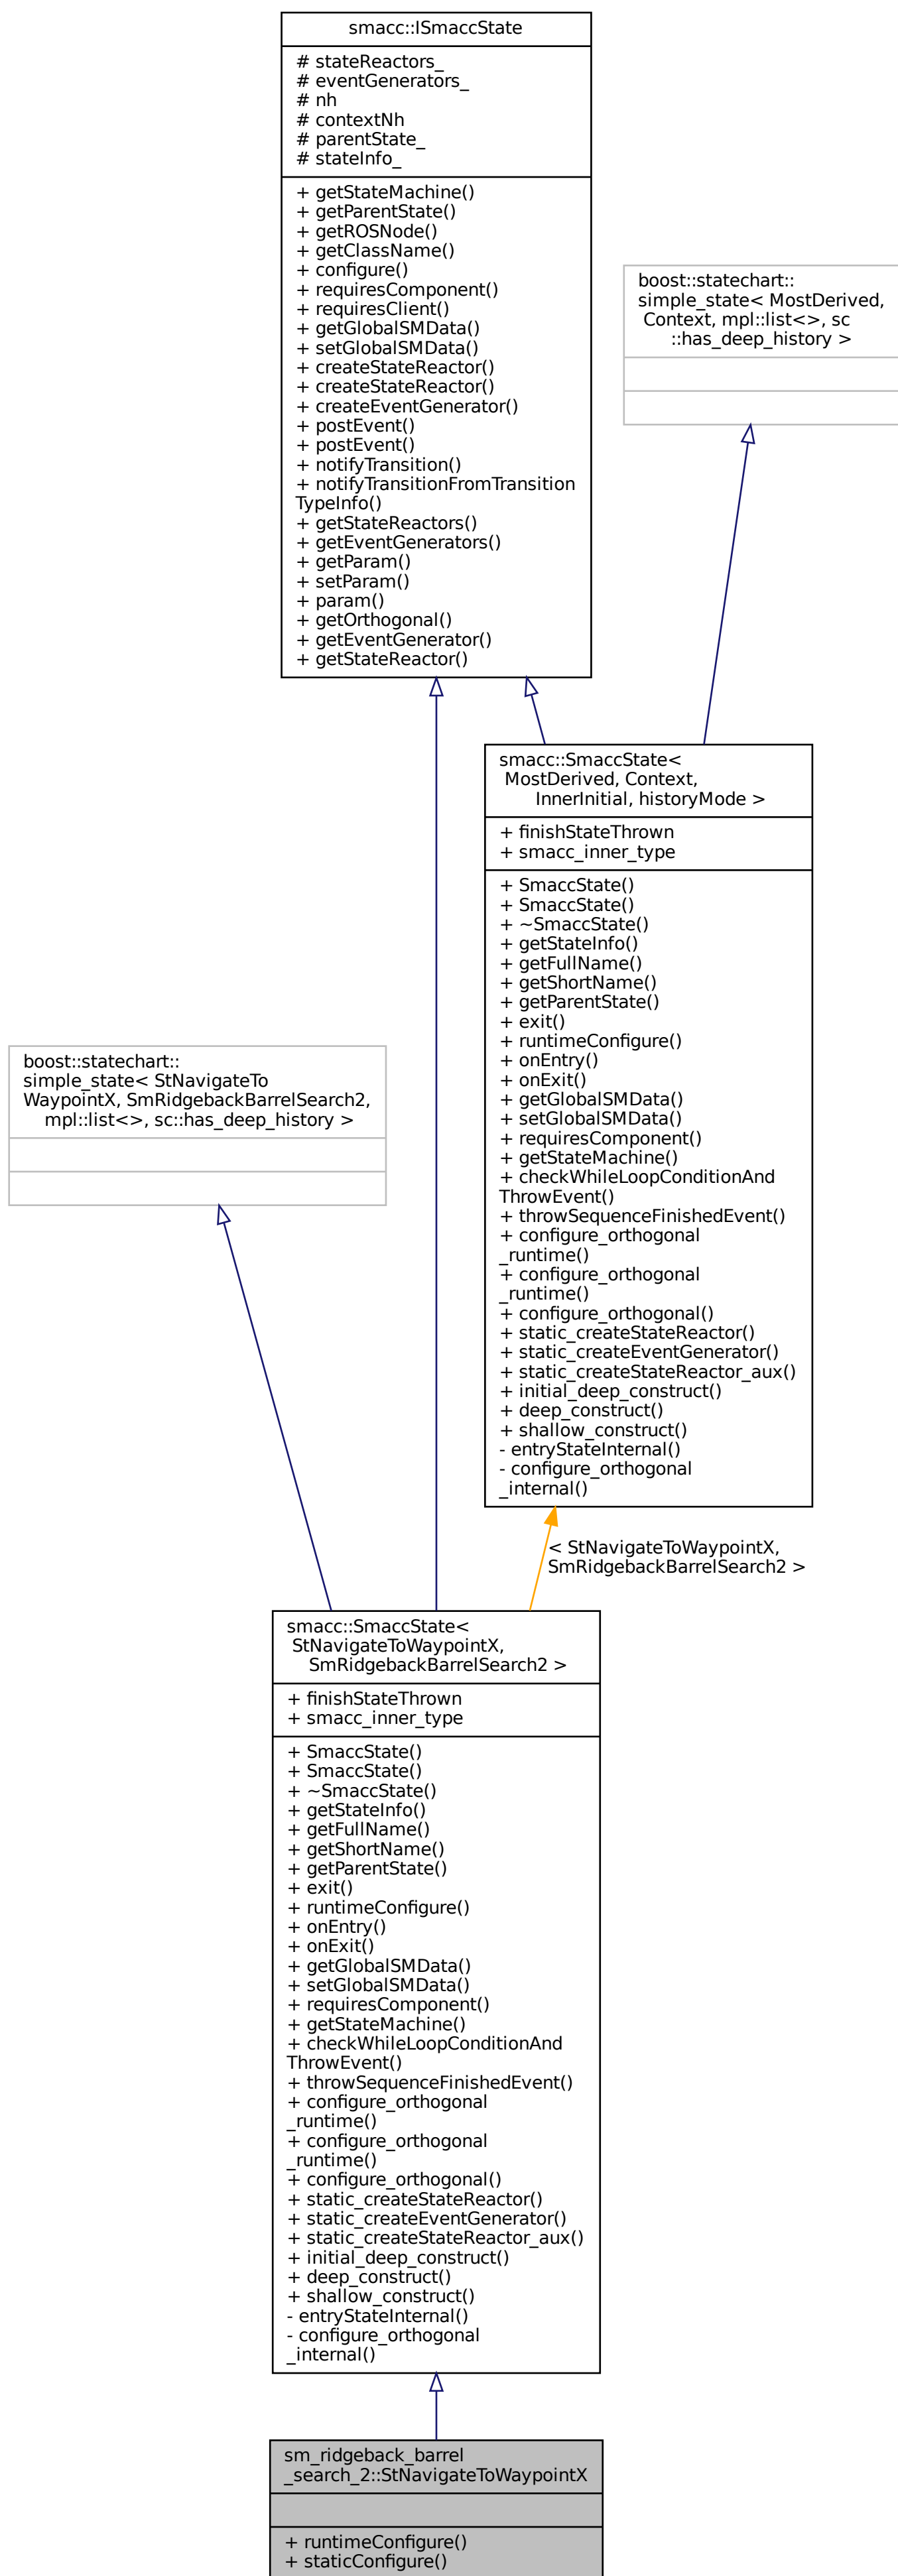 smacc::ISmaccState
# stateReactors_
# eventGenerators_
# nh
# contextNh
# parentState_
# stateInfo_
+ getStateMachine()
+ getParentState()
+ getROSNode()
+ getClassName()
+ configure()
+ requiresComponent()
+ requiresClient()
+ getGlobalSMData()
+ setGlobalSMData()
+ createStateReactor()
+ createStateReactor()
+ createEventGenerator()
+ postEvent()
+ postEvent()
+ notifyTransition()
+ notifyTransitionFromTransition
TypeInfo()
+ getStateReactors()
+ getEventGenerators()
+ getParam()
+ setParam()
+ param()
+ getOrthogonal()
+ getEventGenerator()
+ getStateReactor()
boost::statechart::
simple_state< MostDerived,
Context, mpl::list<>, sc
::has_deep_history >
smacc::SmaccState<
MostDerived, Context,
InnerInitial, historyMode >
+ finishStateThrown
+ smacc_inner_type
+ SmaccState()
+ SmaccState()
+ ~SmaccState()
+ getStateInfo()
+ getFullName()
+ getShortName()
+ getParentState()
+ exit()
+ runtimeConfigure()
+ onEntry()
+ onExit()
+ getGlobalSMData()
+ setGlobalSMData()
+ requiresComponent()
+ getStateMachine()
+ checkWhileLoopConditionAnd
ThrowEvent()
+ throwSequenceFinishedEvent()
+ configure_orthogonal
_runtime()
+ configure_orthogonal
_runtime()
+ configure_orthogonal()
+ static_createStateReactor()
+ static_createEventGenerator()
+ static_createStateReactor_aux()
+ initial_deep_construct()
+ deep_construct()
+ shallow_construct()
- entryStateInternal()
- configure_orthogonal
_internal()
boost::statechart::
simple_state< StNavigateTo
WaypointX, SmRidgebackBarrelSearch2,
mpl::list<>, sc::has_deep_history >
< StNavigateToWaypointX,
SmRidgebackBarrelSearch2 >
smacc::SmaccState<
StNavigateToWaypointX,
SmRidgebackBarrelSearch2 >
+ finishStateThrown
+ smacc_inner_type
+ SmaccState()
+ SmaccState()
+ ~SmaccState()
+ getStateInfo()
+ getFullName()
+ getShortName()
+ getParentState()
+ exit()
+ runtimeConfigure()
+ onEntry()
+ onExit()
+ getGlobalSMData()
+ setGlobalSMData()
+ requiresComponent()
+ getStateMachine()
+ checkWhileLoopConditionAnd
ThrowEvent()
+ throwSequenceFinishedEvent()
+ configure_orthogonal
_runtime()
+ configure_orthogonal
_runtime()
+ configure_orthogonal()
+ static_createStateReactor()
+ static_createEventGenerator()
+ static_createStateReactor_aux()
+ initial_deep_construct()
+ deep_construct()
+ shallow_construct()
- entryStateInternal()
- configure_orthogonal
_internal()
sm_ridgeback_barrel
_search_2::StNavigateToWaypointX
+ runtimeConfigure()
+ staticConfigure()